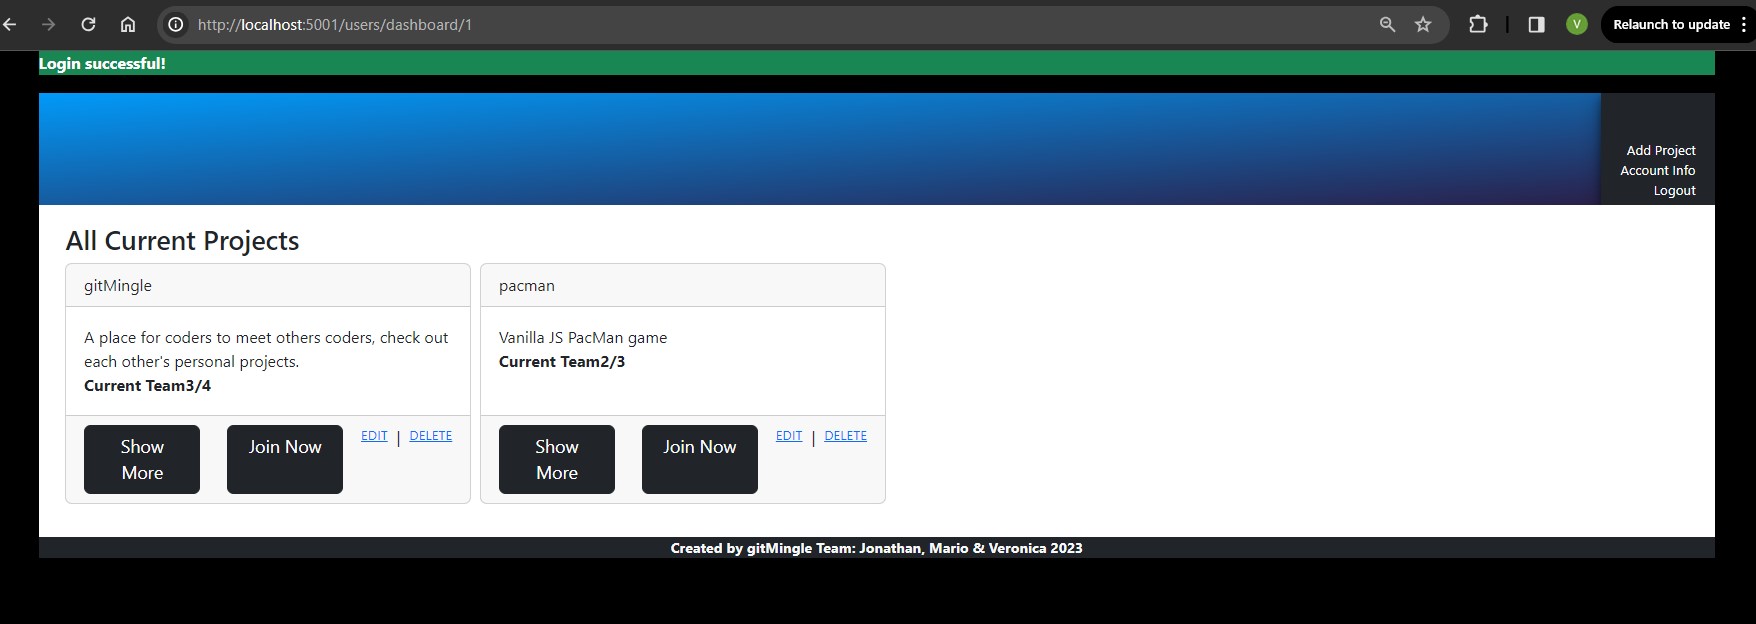 http://localhost:5001/users/dashboard/1
V
Relaunch to update
Login successful!
Add Project
Account Info
Logout
All Current Projects
gitMingle
A place for coders to meet others coders, check out
each other's personal projects.
Current Team3/4
Show
More
Join Now
EDIT | DELETE
pacman
Vanilla JS PacMan game
Current Team2/3
Show
More
Join Now
EDIT | DELETE
Created by gitMingle Team: Jonathan, Mario & Veronica 2023